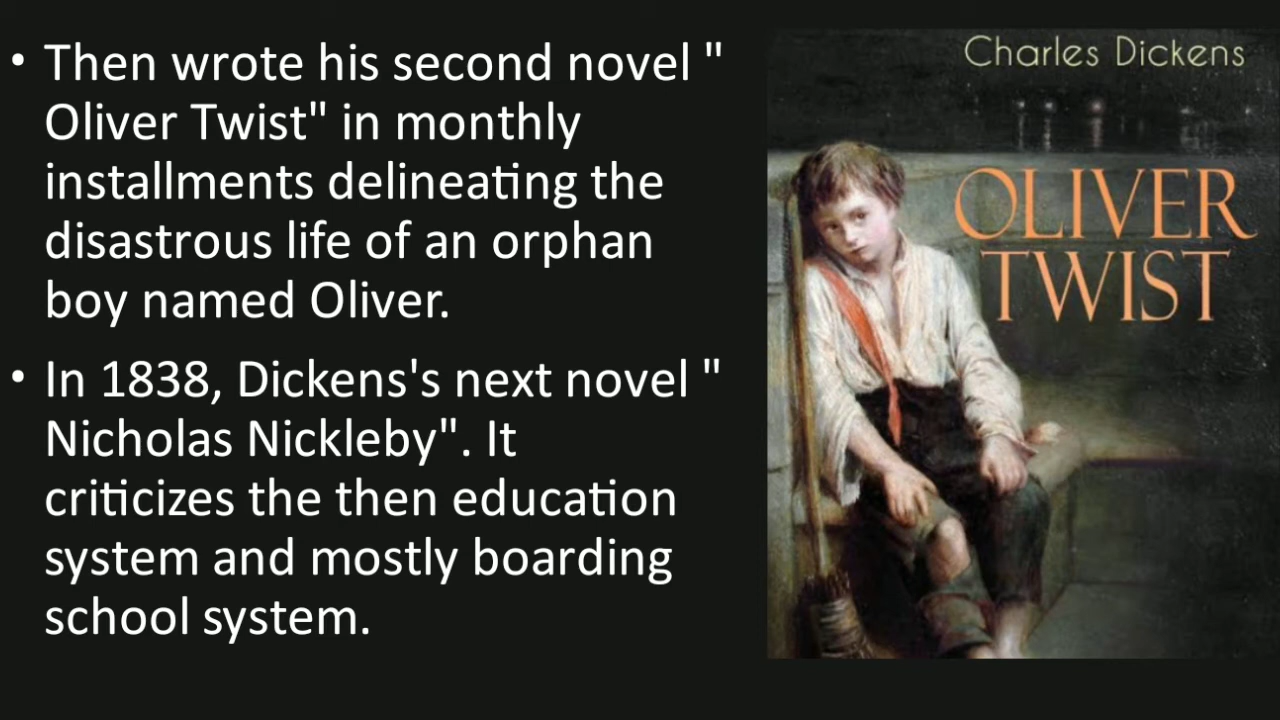 • Then wrote his second novel "
Oliver Twist" in monthly
installments delineating the
disastrous life of an orphan
boy named Oliver.
• In 1838, Dickens's next novel "
Nicholas Nickleby". It
criticizes the then education
system and mostly boarding
school system.
Charles Dickens
OLIVER
TWIST